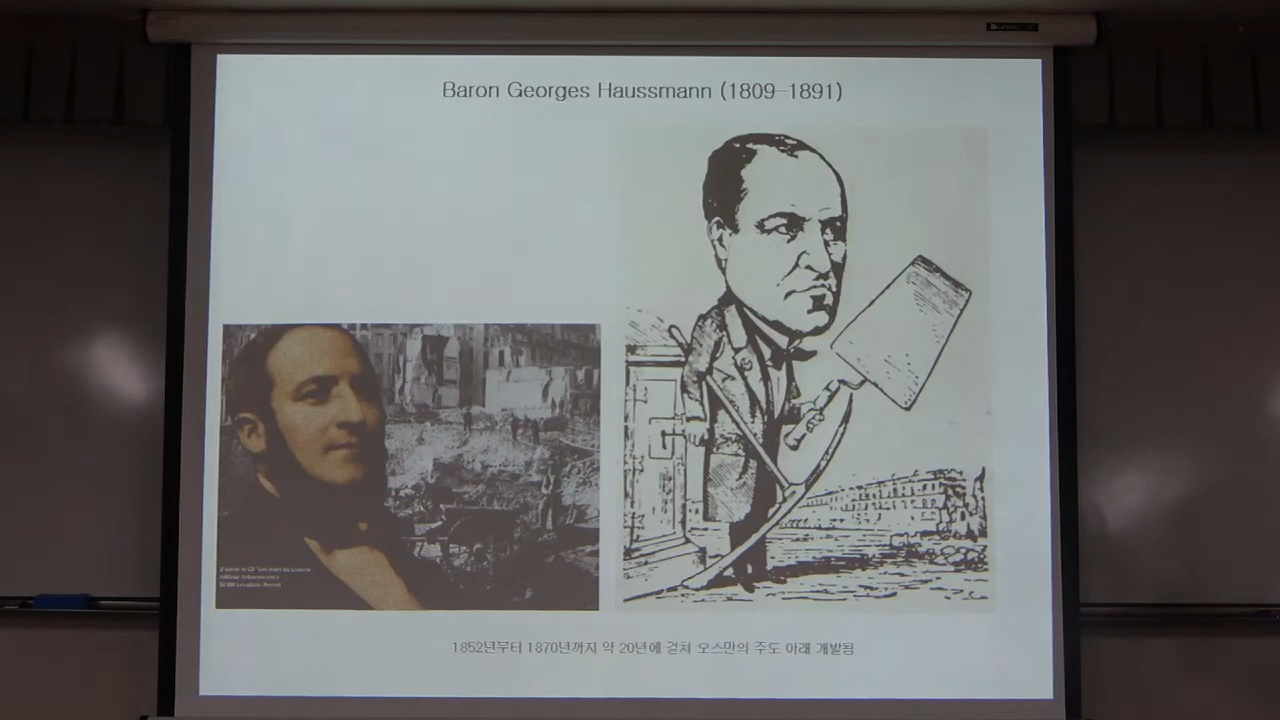 Baron Georges Haussmann (1809-1891)
1852년부터 1870년까지 약 20년에 걸쳐 오스만의 주도 아래 개발됨